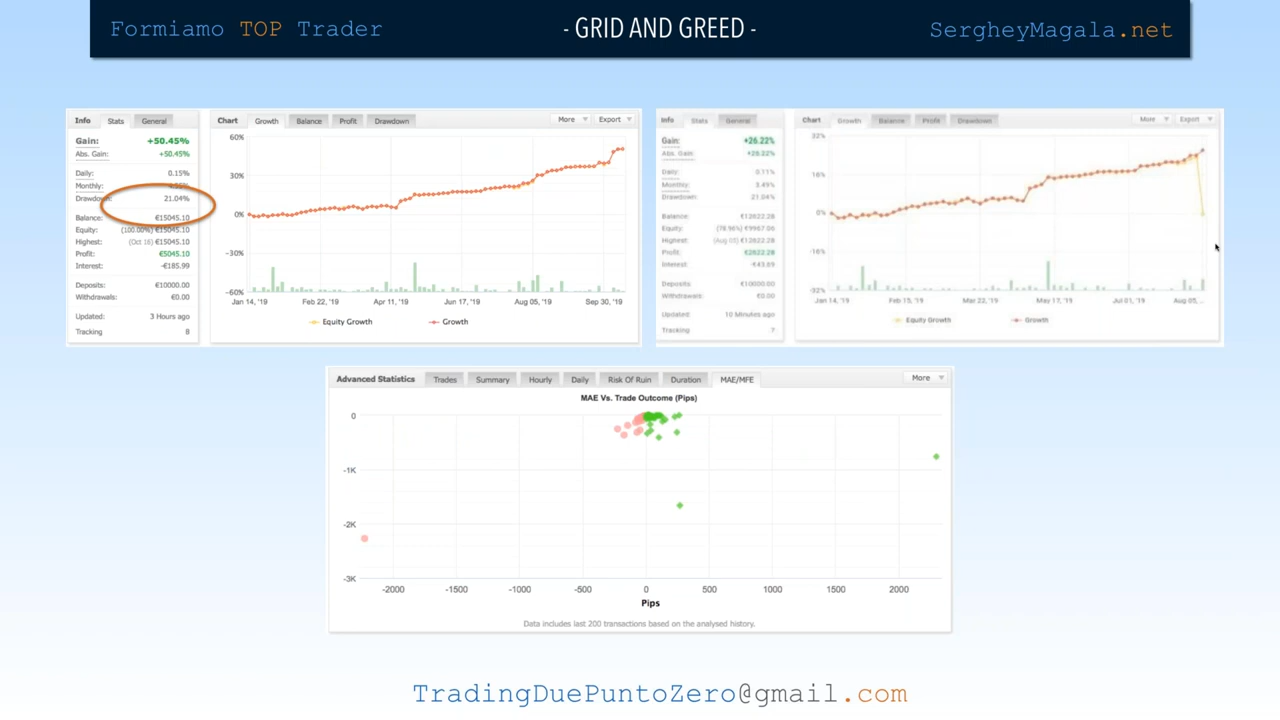 Formiamo TOP Trader
- GRID AND GREED -
SergheyMagala.net
Info Stats General
Gain: +50.45%
Abs. Gain: +50.45%
Daily: 0.15%
Monthly:
Drawdown: 21.04%
Balance: €15045.10
Equity: (100.00%) €15045.10
Highest: (Oct 16) €15045.10
Profit: €5045.10
Interest: -€185.99
Deposits: €10000.00
Withdrawals: €0.00
Updated: 3 Hours ago
Tracking 8
Chart Growth Balance Profit Drawdown More Export
60%
30%
0%
-30%
-60%
Jan 14, '19 Feb 22, '19 Apr 11, '19 Jun 17, '19 Aug 05, '19 Sep 30, '19
Equity Growth Growth
Info Stats General
Gain: +26.22%
Abs. Gain: +26.22%
Daily: 0.11%
Monthly: 3.49%
Drawdown: 21.04%
Balance: €12622.28
Equity: (78.96%) €9967.06
Highest: (Aug 05) €12622.28
Profit: €2622.28
Interest: -€43.89
Deposits: €10000.00
Withdrawals: €0.00
Updated: 10 Minutes ago
Tracking 7
Chart Growth Balance Profit Drawdown More Export
32%
16%
0%
-16%
-32%
Jan 14, '19 Feb 15, '19 Mar 22, '19 May 17, '19 Jul 01, '19 Aug 05, ...
Equity Growth Growth
Advanced Statistics Trades Summary Hourly Daily Risk Of Ruin Duration MAE/MFE More
MAE Vs. Trade Outcome (Pips)
0
-1K
-2K
-3K
-2000 -1500 -1000 -500 0 500 1000 1500 2000
Pips
Data includes last 200 transactions based on the analysed history.
TradingDuePuntoZero@gmail.com